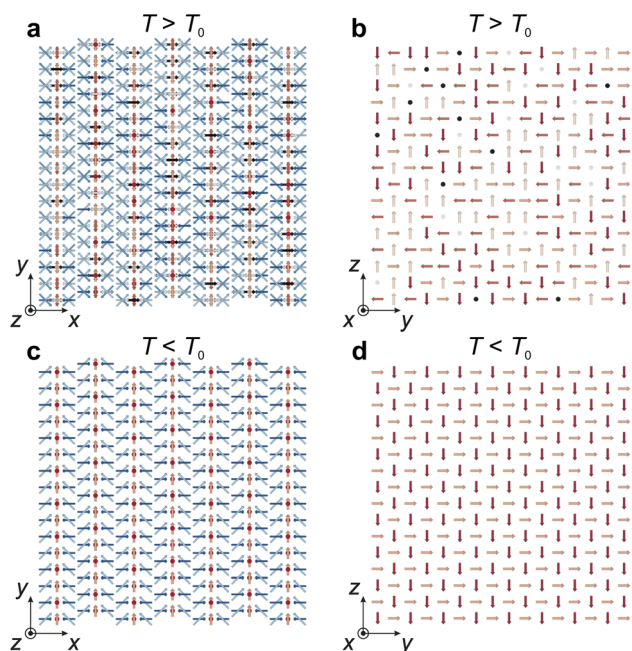 a T > T₀
b T > T₀
y
z x
z
x y
c T < T₀
d T < T₀
y
z x
z
x y